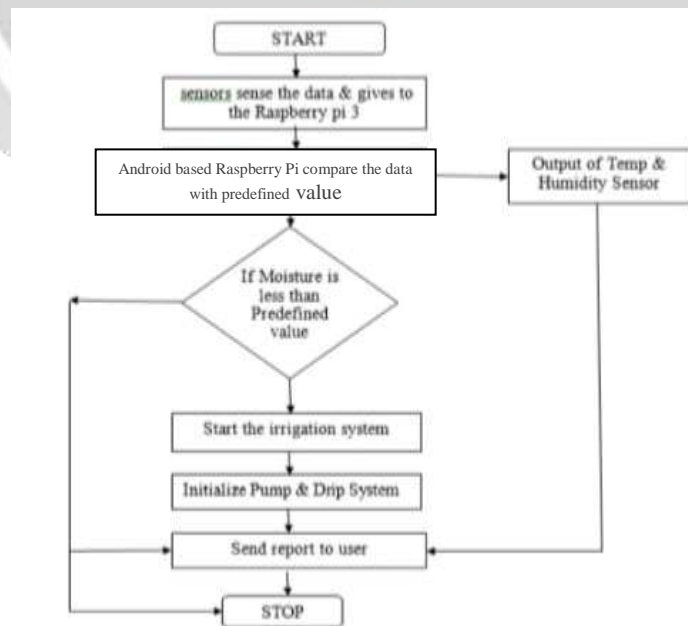 START
sensors sense the data & gives to
the Raspberry pi 3
Android based Raspberry Pi compare the data
with predefined value
Output of Temp &
Humidity Sensor
If Moisture is
less than
Predefined
value
Start the irrigation system
Initialize Pump & Drip System
Send report to user
STOP